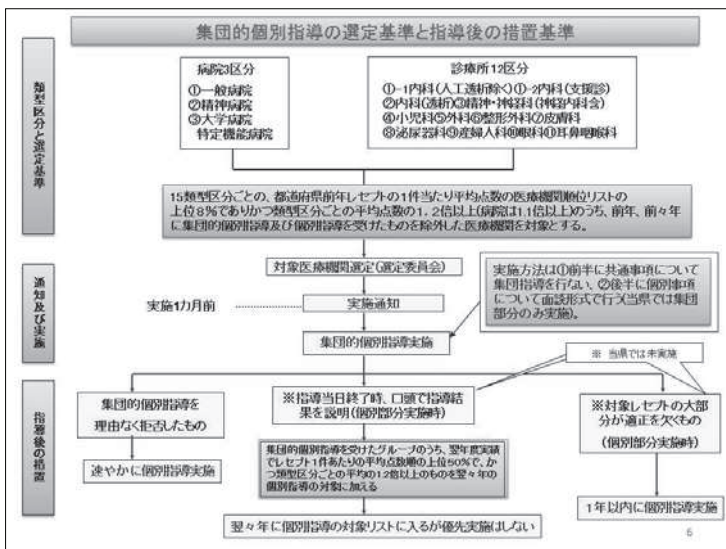 集団的個別指導の選定基準と指導後の措置基準
類型区分と選定基準
病院3区分
①一般病院
②精神病院
③大学病院
特定機能病院
診療所12区分
①-1内科(人工透析除く)①-2内科(支援診)
②内科(透析)③精神・神経科(神経内科含)
④小児科⑤外科⑥整形外科⑦皮膚科
⑧泌尿器科⑨産婦人科⑩眼科⑪耳鼻咽喉科
15類型区分ごとの、都道府県前年レセプトの1件当たり平均点数の医療機関順位リストの
上位8%でありかつ類型区分ごとの平均点数の1.2倍以上(病院は1.1倍以上)のうち、前年、前々年
に集団的個別指導及び個別指導を受けたものを除外した医療機関を対象とする。
通知及び実施
対象医療機関選定(選定委員会)
実施1カ月前
実施通知
集団的個別指導実施
実施方法は①前半に共通事項について
集団指導を行ない、②後半に個別事項
について面談形式で行う当県では集団
部分のみ実施)。
※ 当県では未実施
指導後の措置
集団的個別指導を
理由なく拒否したもの
速やかに個別指導実施
※指導当日終了時、口頭で指導結
果を説明(個別部分実施時)
集団的個別指導を受けたグループのうち、翌年度実績
でレセプト1件あたりの平均点数順の上位50%で、か
つ類型区分ごとの平均の1.2倍以上のものを翌々年の
個別指導の対象に加える
翌々年に個別指導の対象リストに入るが優先実施はしない
※対象レセプトの大部
分が適正を欠くもの
(個別部分実施時)
1年以内に個別指導実施
6